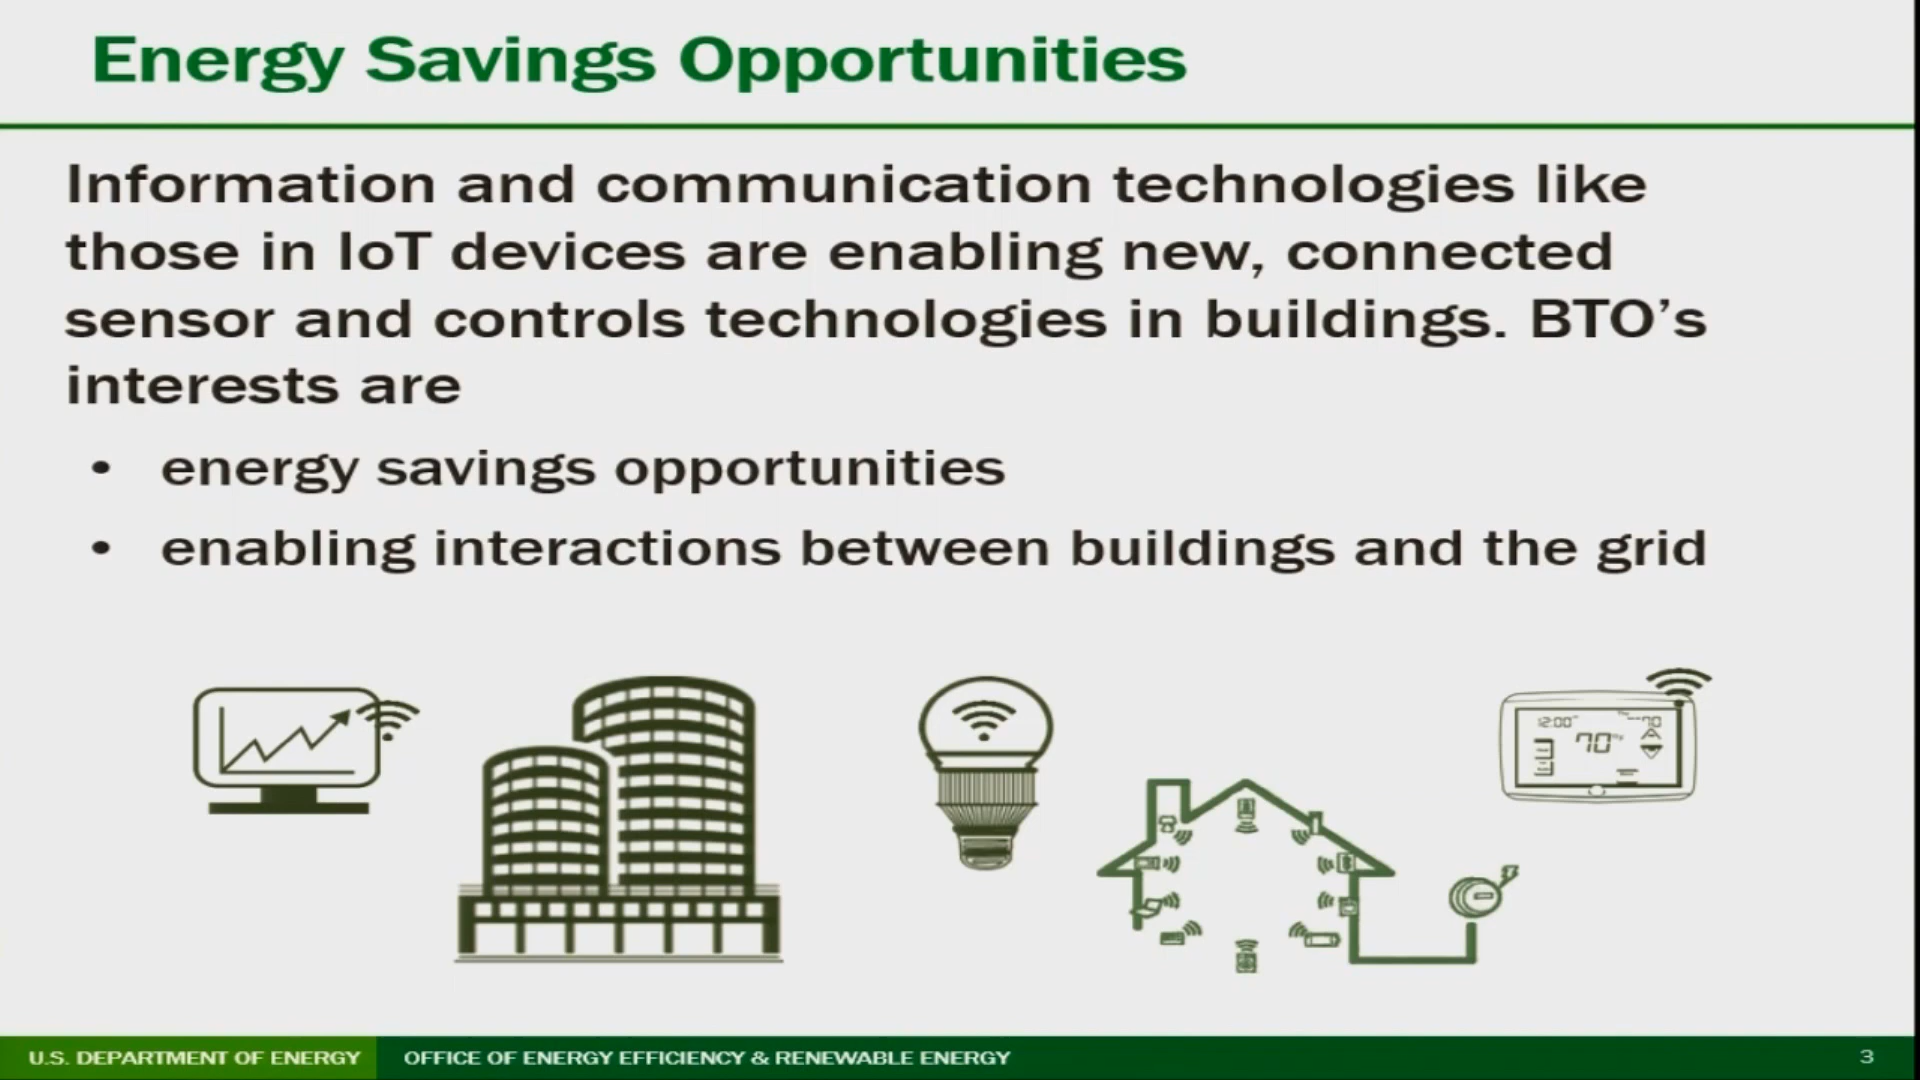 Energy Savings Opportunities
Information and communication technologies like
those in IoT devices are enabling new, connected
sensor and controls technologies in buildings. BTO’s
interests are
• energy savings opportunities
• enabling interactions between buildings and the grid
12:00
70
70
U.S. DEPARTMENT OF ENERGY
OFFICE OF ENERGY EFFICIENCY & RENEWABLE ENERGY
3